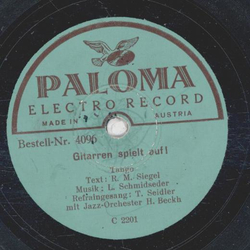 PALOMA
ELECTRO RECORD
MADE IN AUSTRIA
Bestell-Nr. 4096
Gitarren spielt auf!
Tango
Text: R. M. Siegel
Musik: L. Schmidseder
Refraingesang: T. Seidler
mit Jazz-Orchester B. Beckh
C 2201